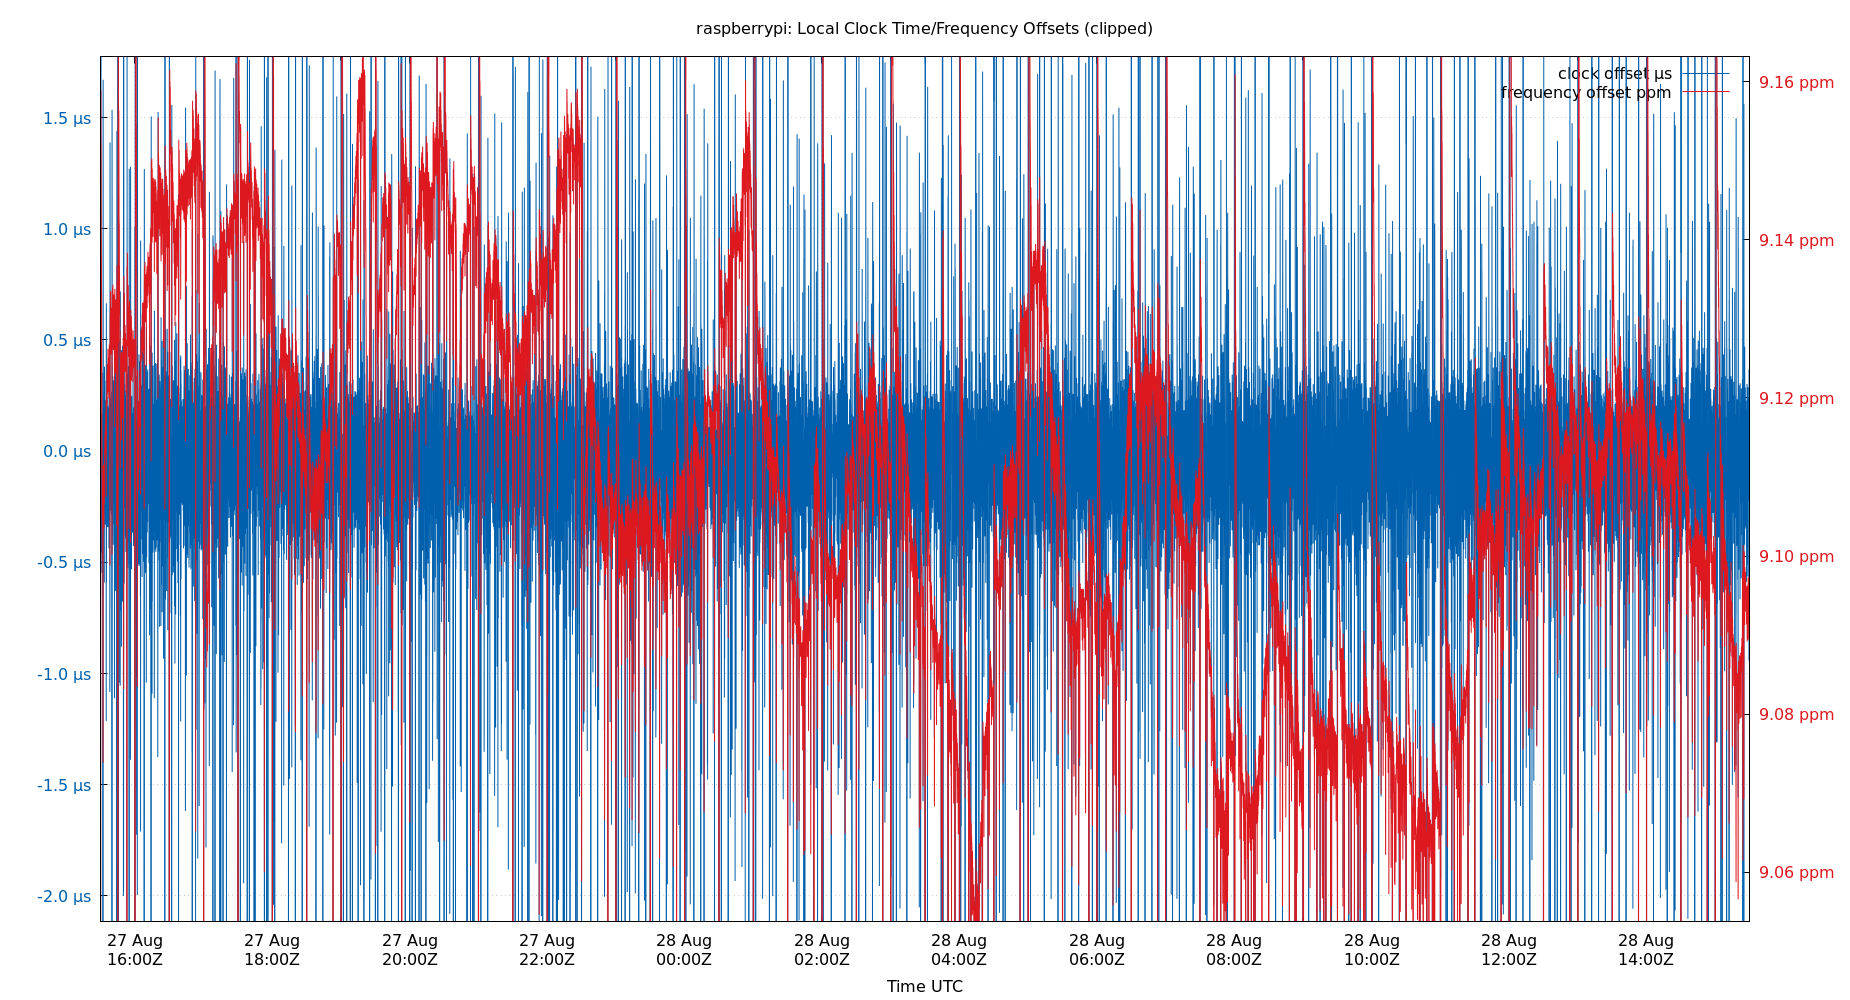 raspberrypi: Local Clock Time/Frequency Offsets (clipped)
clock offset µs
frequency offset ppm
1.5 µs
1.0 µs
0.5 µs
0.0 µs
-0.5 µs
-1.0 µs
-1.5 µs
-2.0 µs
9.16 ppm
9.14 ppm
9.12 ppm
9.10 ppm
9.08 ppm
9.06 ppm
27 Aug 27 Aug 27 Aug 27 Aug 28 Aug 28 Aug 28 Aug 28 Aug 28 Aug 28 Aug 28 Aug 28 Aug
16:00Z 18:00Z 20:00Z 22:00Z 00:00Z 02:00Z 04:00Z 06:00Z 08:00Z 10:00Z 12:00Z 14:00Z
Time UTC